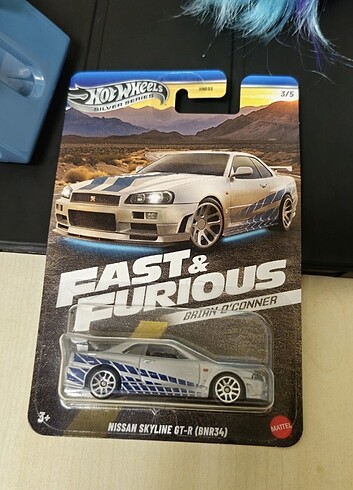 HOT WHEELS
SILVER SERIES
3/5
FAST &
FURIOUS
BRIAN O'CONNER
3+
MATTEL
NISSAN SKYLINE GT-R (BNR34)